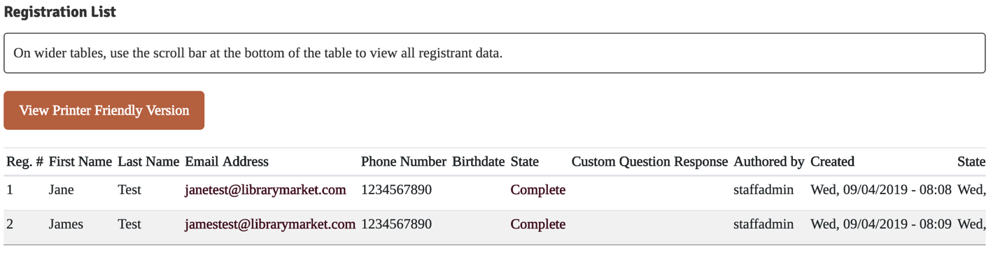 Registration List
On wider tables, use the scroll bar at the bottom of the table to view all registrant data.
View Printer Friendly Version
Reg. # First Name Last Name Email Address Phone Number Birthdate State Custom Question Response Authored by Created State
1 Jane Test janetest@librarymarket.com 1234567890 Complete staffadmin Wed, 09/04/2019 - 08:08 Wed,
2 James Test jamestest@librarymarket.com 1234567890 Complete staffadmin Wed, 09/04/2019 - 08:09 Wed,